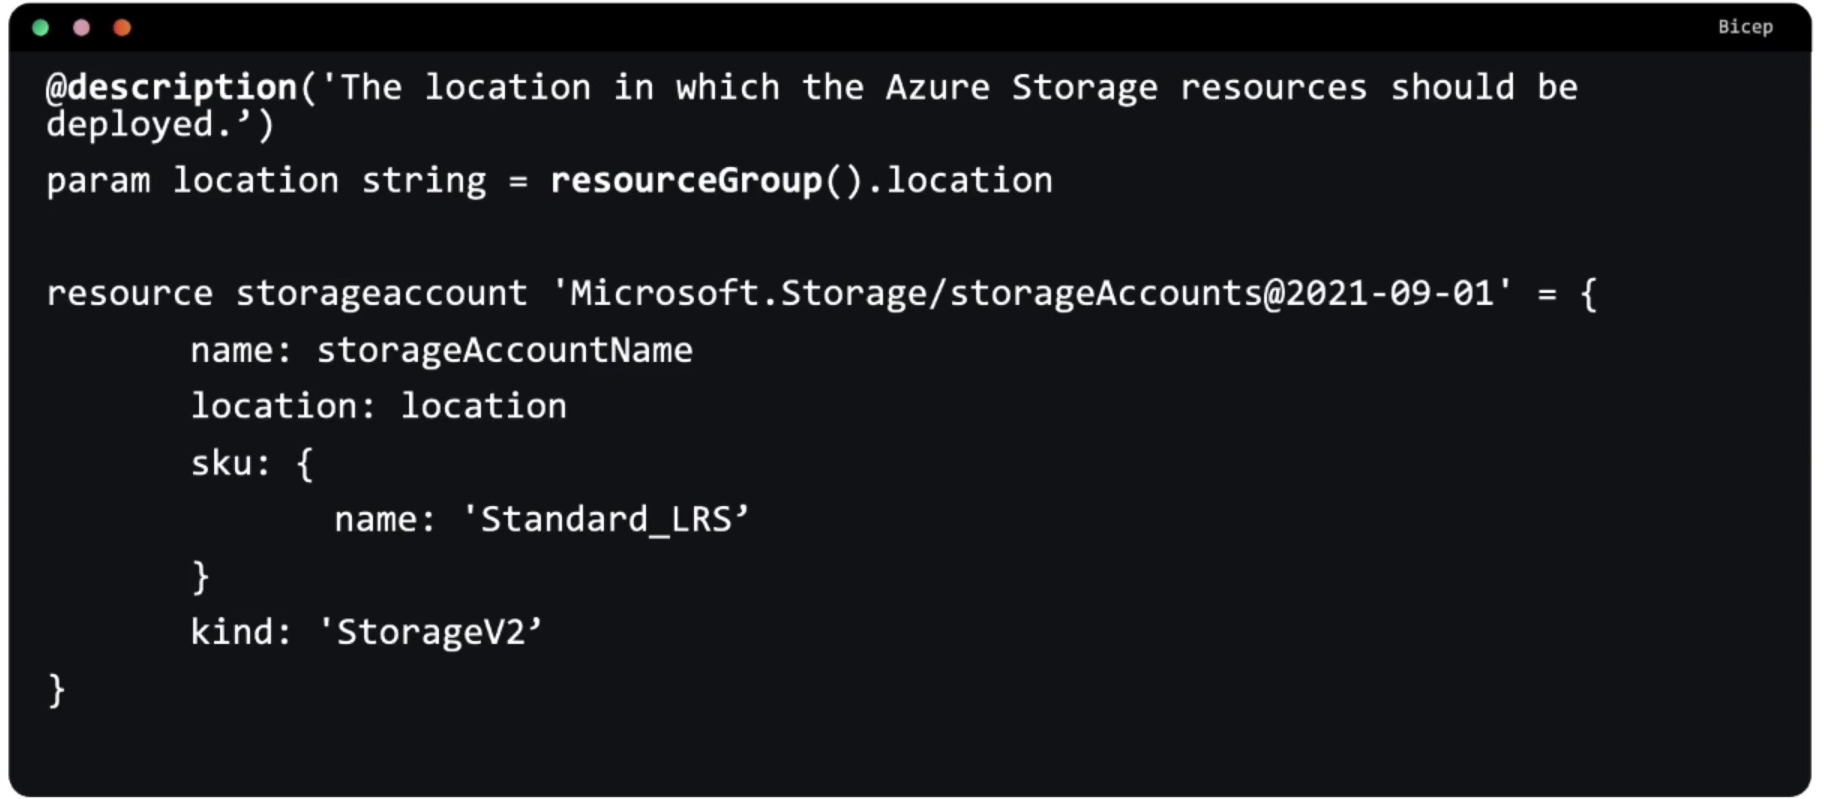 Bicep
@description('The location in which the Azure Storage resources should be
deployed.’)
param location string = resourceGroup().location
resource storageaccount 'Microsoft.Storage/storageAccounts@2021-09-01' = {
name: storageAccountName
location: location
sku: {
name: 'Standard_LRS’
}
kind: 'StorageV2’
}